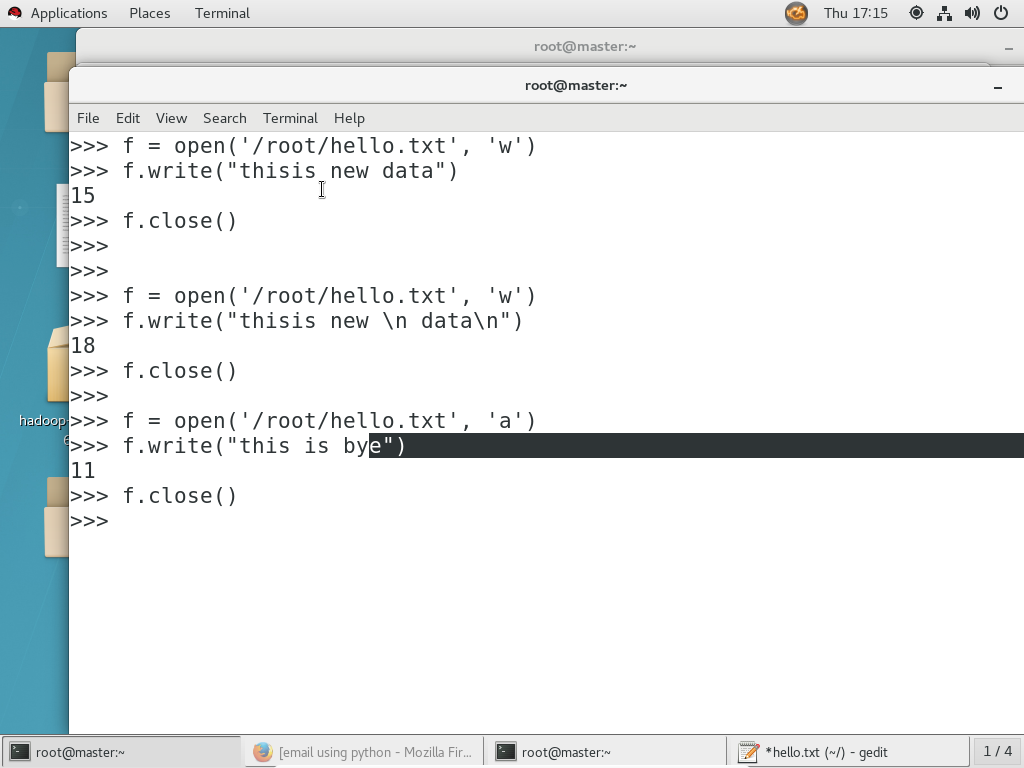 Applications Places Terminal Thu 17:15
root@master:~
root@master:~
File Edit View Search Terminal Help
>>> f = open('/root/hello.txt', 'w')
>>> f.write("thisis new data")
15
>>> f.close()
>>>
>>>
>>> f = open('/root/hello.txt', 'w')
>>> f.write("thisis new \n data\n")
18
>>> f.close()
>>>
>>> f = open('/root/hello.txt', 'a')
>>> f.write("this is bye")
11
>>> f.close()
>>>
hadoop-
6
root@master:~ [email using python - Mozilla Fir... root@master:~ *hello.txt (~/) - gedit 1 / 4